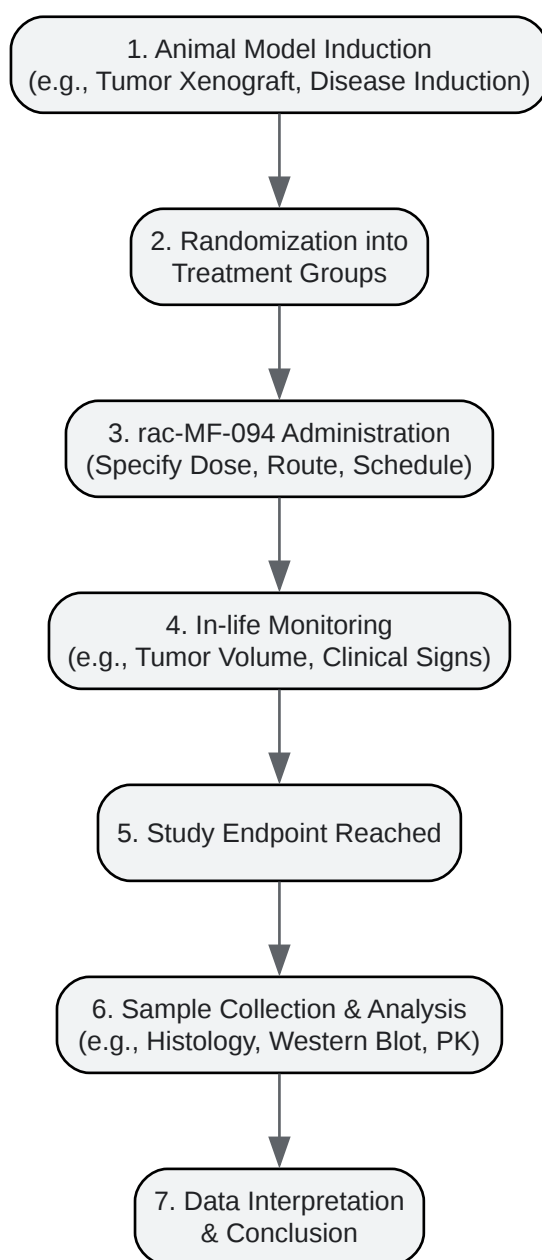 1. Animal Model Induction
(e.g., Tumor Xenograft, Disease Induction)
2. Randomization into
Treatment Groups
3. rac-MF-094 Administration
(Specify Dose, Route, Schedule)
4. In-life Monitoring
(e.g., Tumor Volume, Clinical Signs)
5. Study Endpoint Reached
6. Sample Collection & Analysis
(e.g., Histology, Western Blot, PK)
7. Data Interpretation
& Conclusion